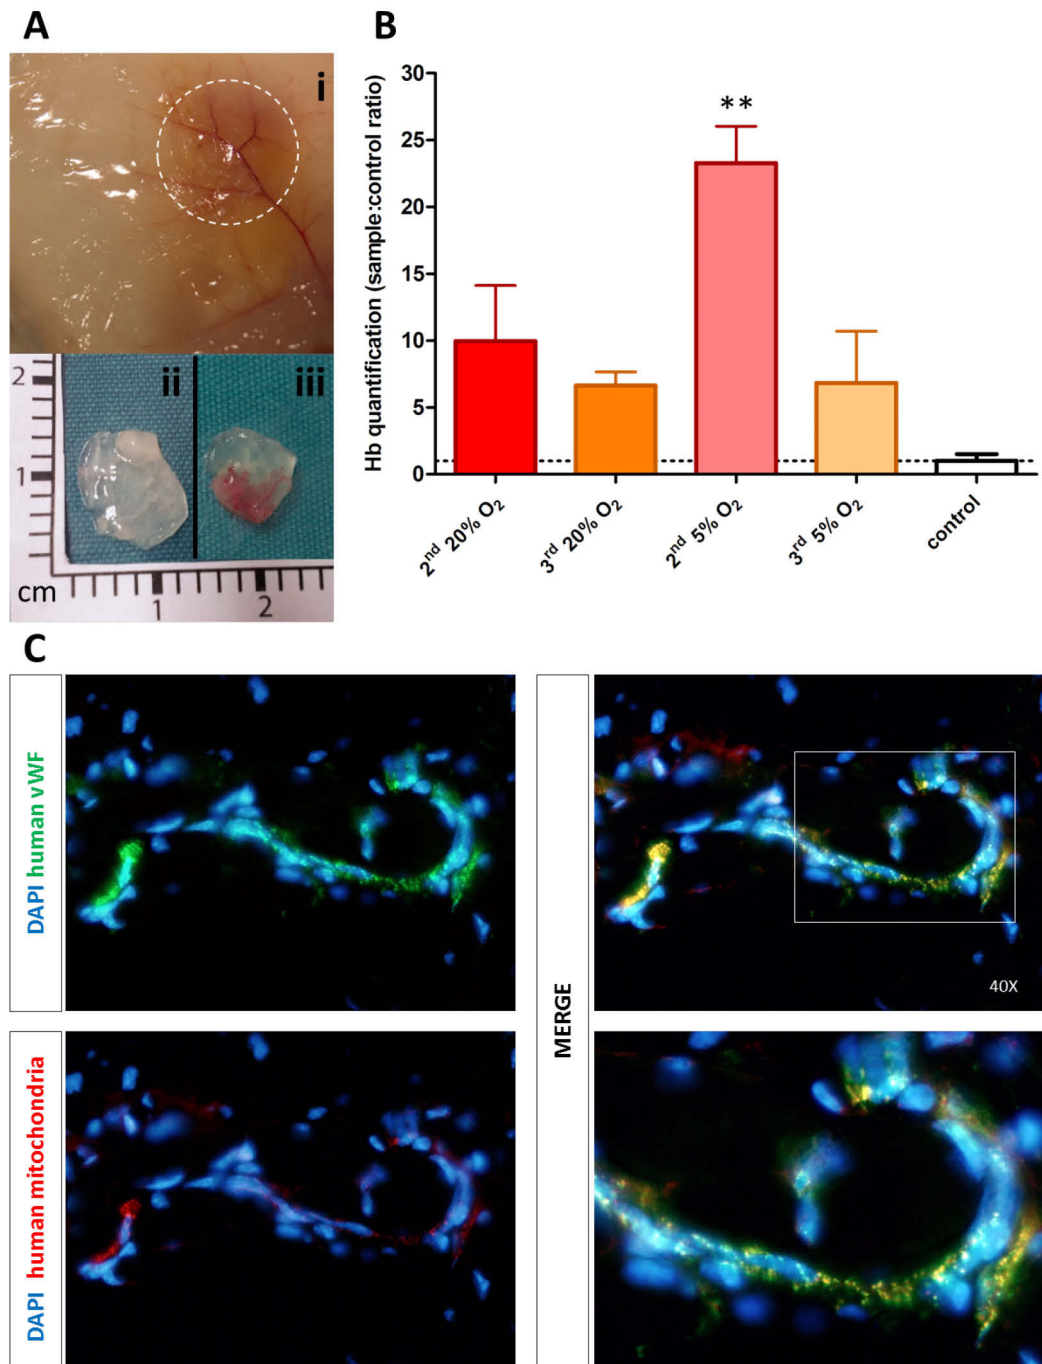 A
B
i
ii
iii
2
1
cm
1
2
Hb quantification (sample:control ratio)
30
25
20
15
10
5
0
**
2nd 20% O2
3rd 20% O2
2nd 5% O2
3rd 5% O2
control
C
DAPI human vWF
MERGE
40X
DAPI human mitochondria